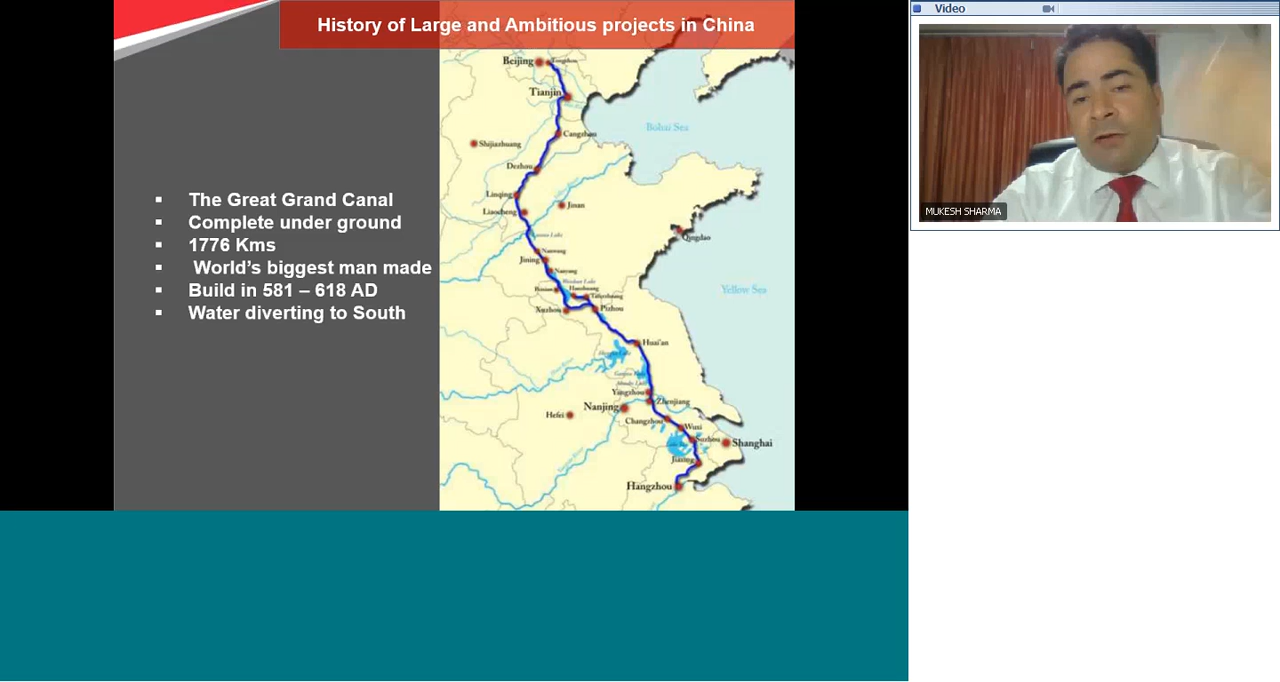 History of Large and Ambitious projects in China
▪ The Great Grand Canal
▪ Complete under ground
▪ 1776 Kms
▪ World's biggest man made
▪ Build in 581 – 618 AD
▪ Water diverting to South
Beijing
Tianjin
Bohai Sea
Cangzhou
Shijiazhuang
Dezhou
Linqing
Jinan
Liaocheng
Qingdao
Nanwang
Jining
Nanyang
Yellow Sea
Xuzhou
Pizhou
Huai'an
Yangzhou
Nanjing
Zhenjiang
Hefei
Changzhou
Wuxi
Suzhou
Shanghai
Jiaxing
Hangzhou
Video
MUKESH SHARMA